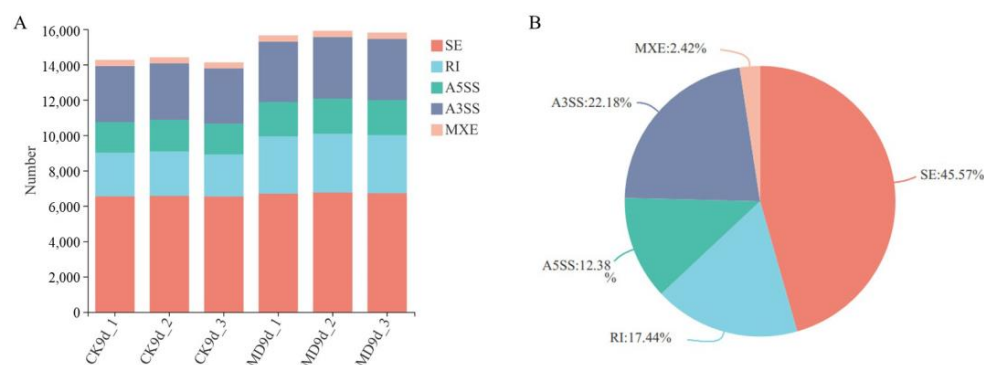 A
Number
16,000
14,000
12,000
10,000
8,000
6,000
4,000
2,000
0
CK9d_1
CK9d_2
CK9d_3
MD9d_1
MD9d_2
MD9d_3
SE
RI
A5SS
A3SS
MXE
B
MXE:2.42%
A3SS:22.18%
SE:45.57%
A5SS:12.38
%
RI:17.44%